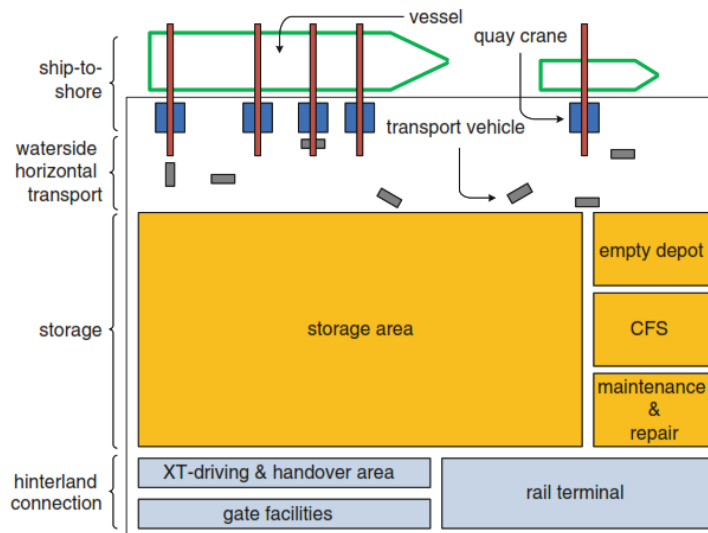 vessel
quay crane
ship-to-
shore
transport vehicle
waterside
horizontal
transport
empty depot
storage
storage area
CFS
maintenance
&
repair
hinterland
connection
XT-driving & handover area
rail terminal
gate facilities